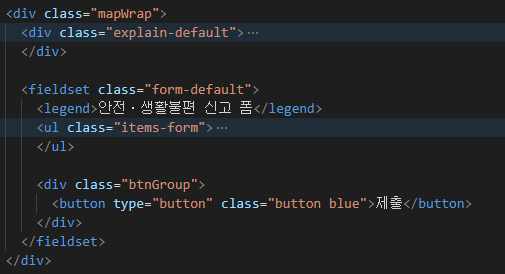 <div class="mapWrap">
<div class="explain-default">…
</div>
<fieldset class="form-default">
<legend>안전·생활불편 신고 폼</legend>
<ul class="items-form">…
</ul>
<div class="btnGroup">
<button type="button" class="button blue">제출</button>
</div>
</fieldset>
</div>